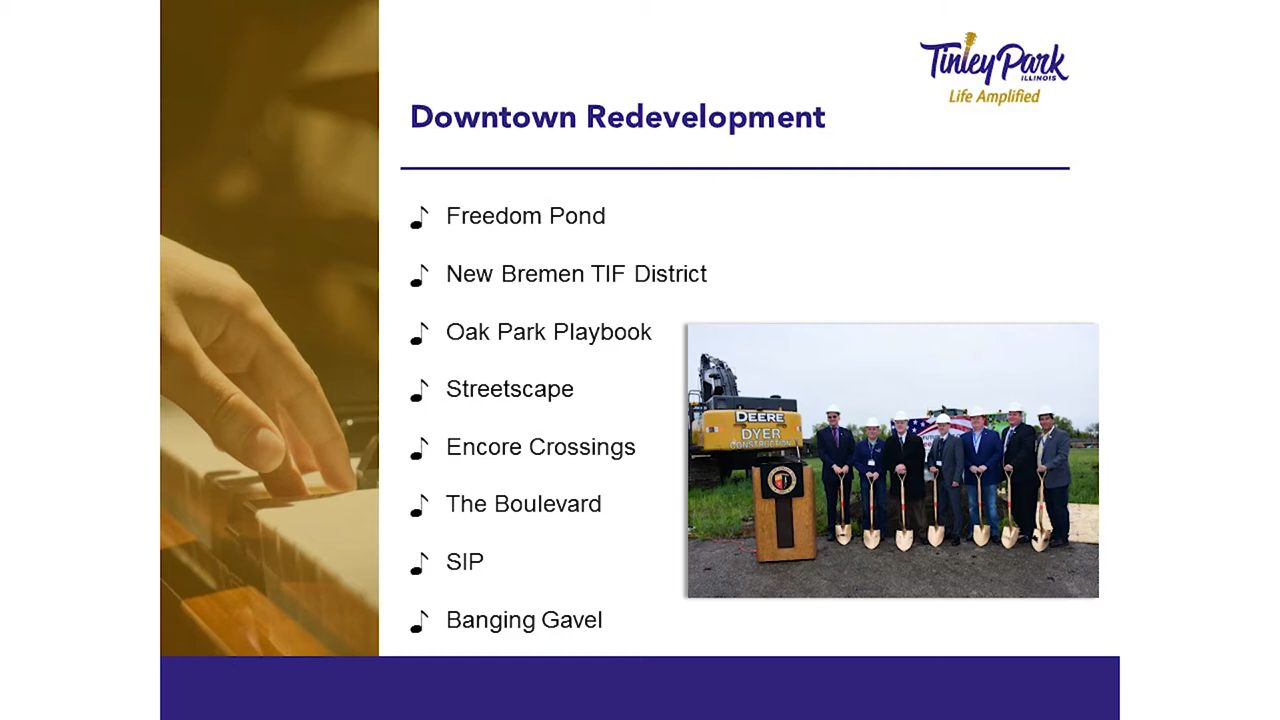 Tinley Park
ILLINOIS
Life Amplified
Downtown Redevelopment
Freedom Pond
New Bremen TIF District
Oak Park Playbook
Streetscape
Encore Crossings
The Boulevard
SIP
Banging Gavel
DEERE
DYER
CONSTRUCTION